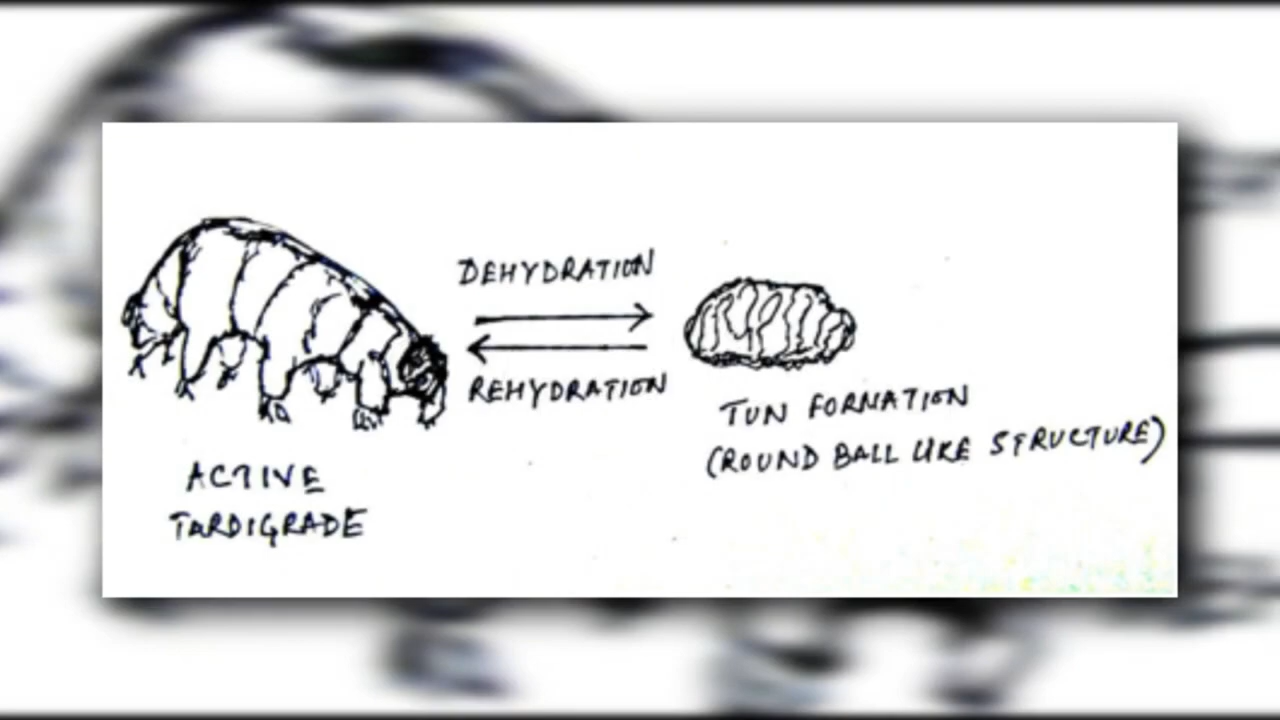 DEHYDRATION
REHYDRATION
ACTIVE
TARDIGRADE
TUN FORMATION
(ROUND BALL LIKE STRUCTURE)